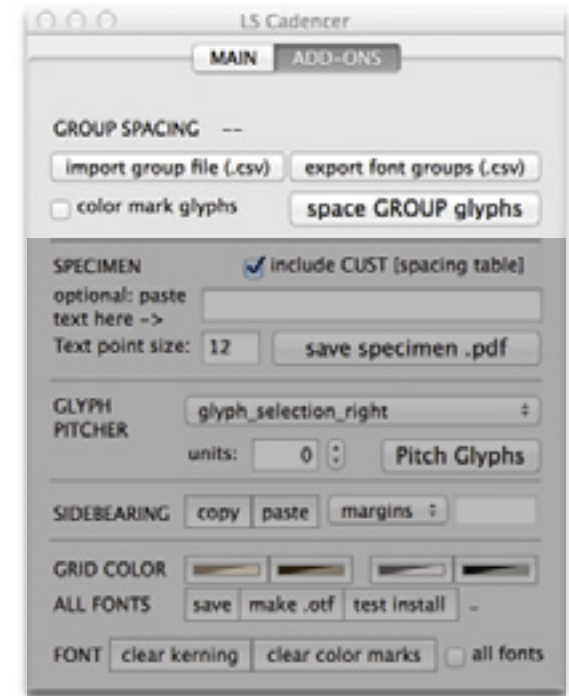 LS Cadencer
MAIN ADD-ONS
GROUP SPACING --
import group file (.csv) export font groups (.csv)
color mark glyphs space GROUP glyphs
SPECIMEN include CUST [spacing table]
optional: paste
text here ->
Text point size: 12 save specimen .pdf
GLYPH
PITCHER
glyph_selection_right
units: 0 Pitch Glyphs
SIDEBEARING copy paste margins
GRID COLOR
ALL FONTS save make .otf test install -
FONT clear kerning clear color marks all fonts